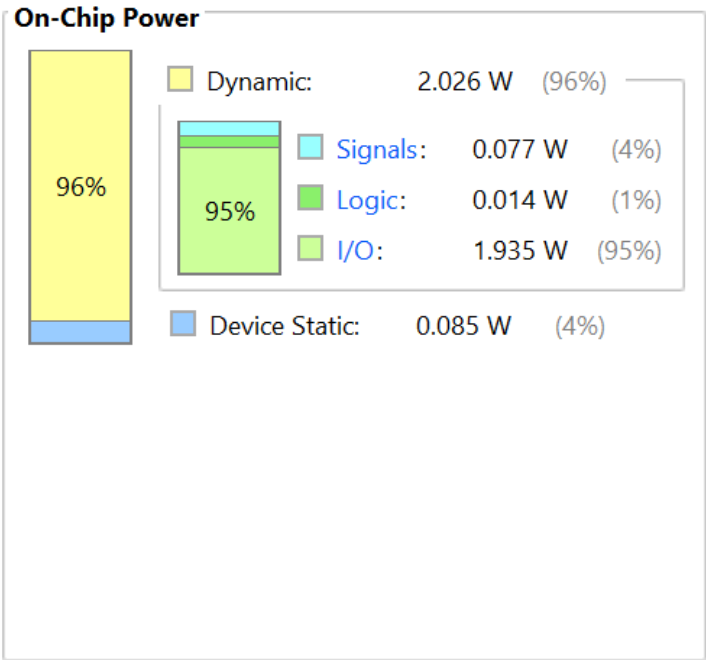 On-Chip Power
Dynamic: 2.026 W (96%)
96%
95%
Signals: 0.077 W (4%)
Logic: 0.014 W (1%)
I/O: 1.935 W (95%)
Device Static: 0.085 W (4%)